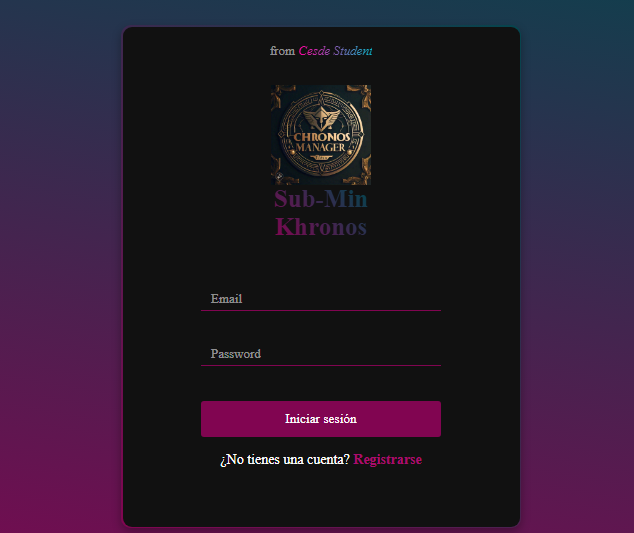 from Cesde Student
CHRONOS
MANAGER
Sub-Min
Khronos
Email
Password
Iniciar sesión
¿No tienes una cuenta? Registrarse